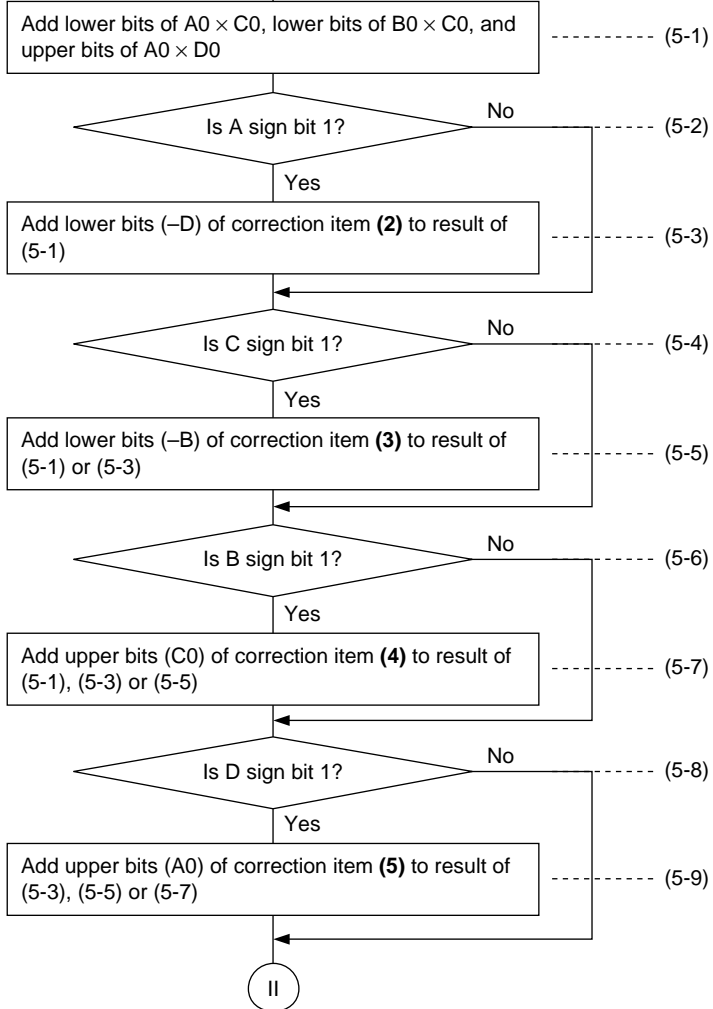 Add lower bits of A0 × C0, lower bits of B0 × C0, and
upper bits of A0 × D0
(5-1)
Is A sign bit 1?
No
(5-2)
Yes
Add lower bits (–D) of correction item (2) to result of
(5-1)
(5-3)
Is C sign bit 1?
No
(5-4)
Yes
Add lower bits (–B) of correction item (3) to result of
(5-1) or (5-3)
(5-5)
Is B sign bit 1?
No
(5-6)
Yes
Add upper bits (C0) of correction item (4) to result of
(5-1), (5-3) or (5-5)
(5-7)
Is D sign bit 1?
No
(5-8)
Yes
Add upper bits (A0) of correction item (5) to result of
(5-3), (5-5) or (5-7)
(5-9)
II